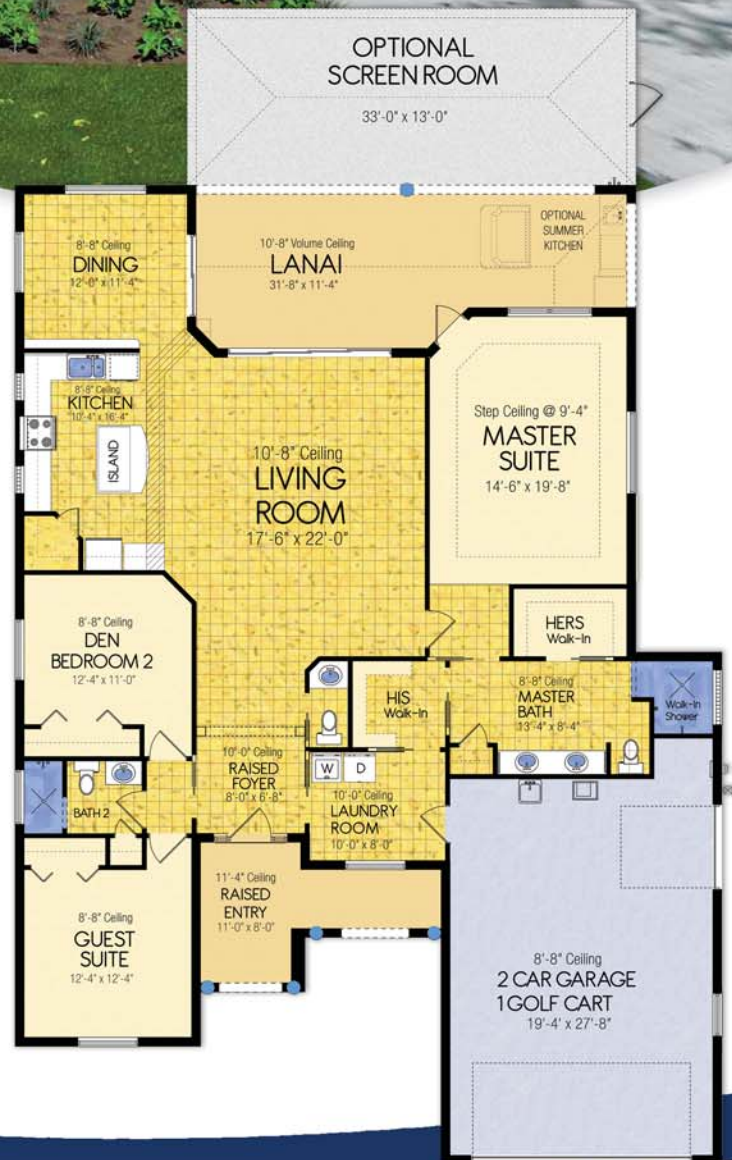 OPTIONAL
SCREEN ROOM
33'-0" x 13'-0"
8'-8" Ceiling
DINING
12'-0" x 11'-4"
10'-8" Volume Ceiling
LANAI
31'-8" x 11'-4"
OPTIONAL
SUMMER
KITCHEN
8'-8" Ceiling
KITCHEN
10'-4" x 16'-4"
ISLAND
10'-8" Ceiling
LIVING
ROOM
17'-6" x 22'-0"
Step Ceiling @ 9'-4"
MASTER
SUITE
14'-6" x 19'-8"
8'-8" Ceiling
DEN
BEDROOM 2
12'-4" x 11'-0"
HERS
Walk-In
HIS
Walk-In
8'-8" Ceiling
MASTER
BATH
13'-4" x 8'-4"
Walk-In
Shower
10'-0" Ceiling
RAISED
FOYER
8'-0" x 6'-8"
W
D
10'-0" Ceiling
LAUNDRY
ROOM
10'-0" x 8'-0"
BATH 2
11'-4" Ceiling
RAISED
ENTRY
11'-0" x 8'-0"
8'-8" Ceiling
GUEST
SUITE
12'-4" x 12'-4"
8'-8" Ceiling
2 CAR GARAGE
1 GOLF CART
19'-4' x 27'-8"